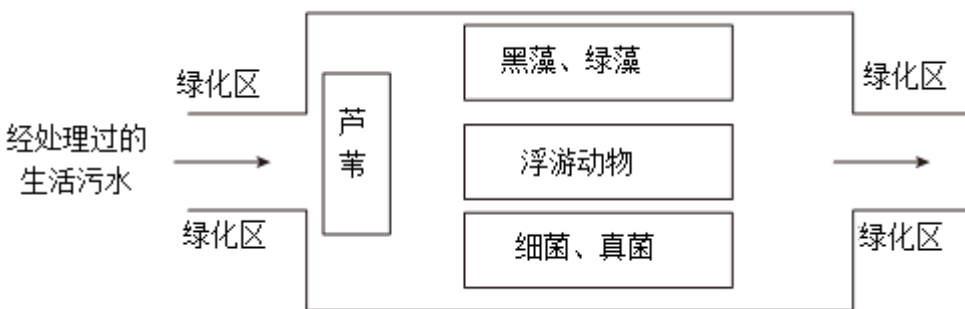 黑藻、绿藻
绿化区
绿化区
经处理过的
生活污水
芦
苇
浮游动物
绿化区
细菌、真菌
绿化区